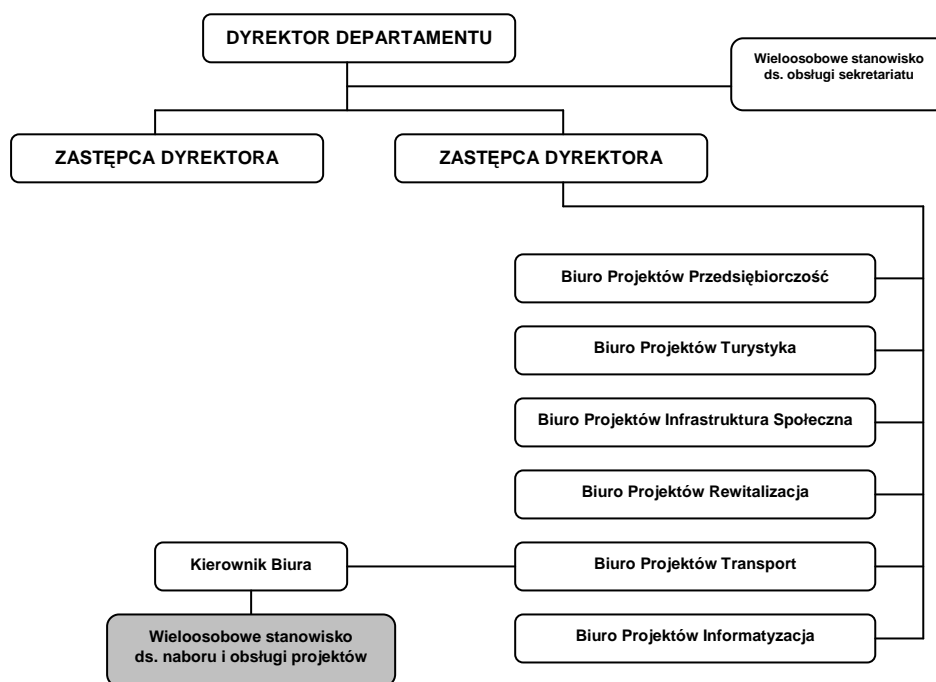 DYREKTOR DEPARTAMENTU
Wieloosobowe stanowisko
ds. obsługi sekretariatu
ZASTĘPCA DYREKTORA
ZASTĘPCA DYREKTORA
Biuro Projektów Przedsiębiorczość
Biuro Projektów Turystyka
Biuro Projektów Infrastruktura Społeczna
Biuro Projektów Rewitalizacja
Kierownik Biura
Biuro Projektów Transport
Wieloosobowe stanowisko
ds. naboru i obsługi projektów
Biuro Projektów Informatyzacja